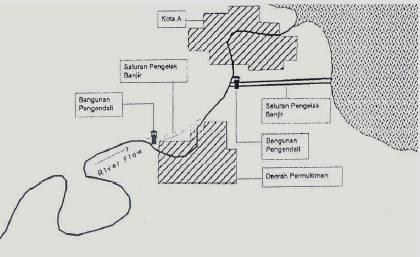 Kota A
Saluran Pengelak
Banjir
Bangunan
Pengendali
River Flow
Saluran Pengelak
Banjir
Bangunan
Pengendali
Daerah Permukiman